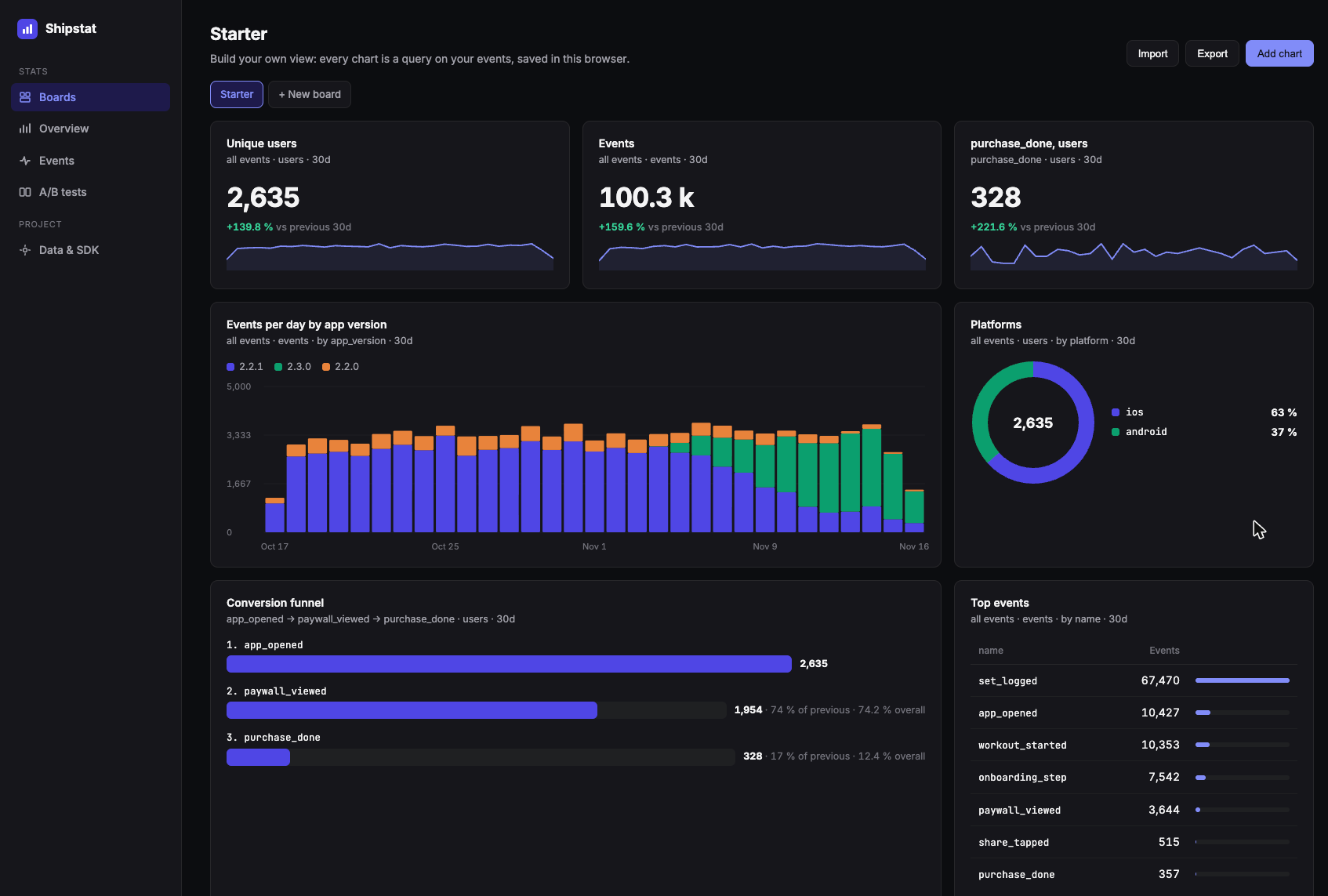 Shipstat
STATS
Boards
Overview
Events
A/B tests
PROJECT
Data & SDK
Starter
Build your own view: every chart is a query on your events, saved in this browser.
Import
Export
Add chart
Starter
+ New board
Unique users
all events · users · 30d
2,635
+139.8 % vs previous 30d
Events
all events · events · 30d
100.3 k
+159.6 % vs previous 30d
purchase_done, users
purchase_done · users · 30d
328
+221.6 % vs previous 30d
Events per day by app version
all events · events · by app_version · 30d
2.2.1 2.3.0 2.2.0
5,000
3,333
1,667
0
Oct 17 Oct 25 Nov 1 Nov 9 Nov 16
Platforms
all events · users · by platform · 30d
2,635
ios 63 %
android 37 %
Conversion funnel
app_opened → paywall_viewed → purchase_done · users · 30d
1. app_opened
2,635
2. paywall_viewed
1,954 · 74 % of previous · 74.2 % overall
3. purchase_done
328 · 17 % of previous · 12.4 % overall
Top events
all events · events · by name · 30d
name Events
set_logged 67,470
app_opened 10,427
workout_started 10,353
onboarding_step 7,542
paywall_viewed 3,644
share_tapped 515
purchase_done 357